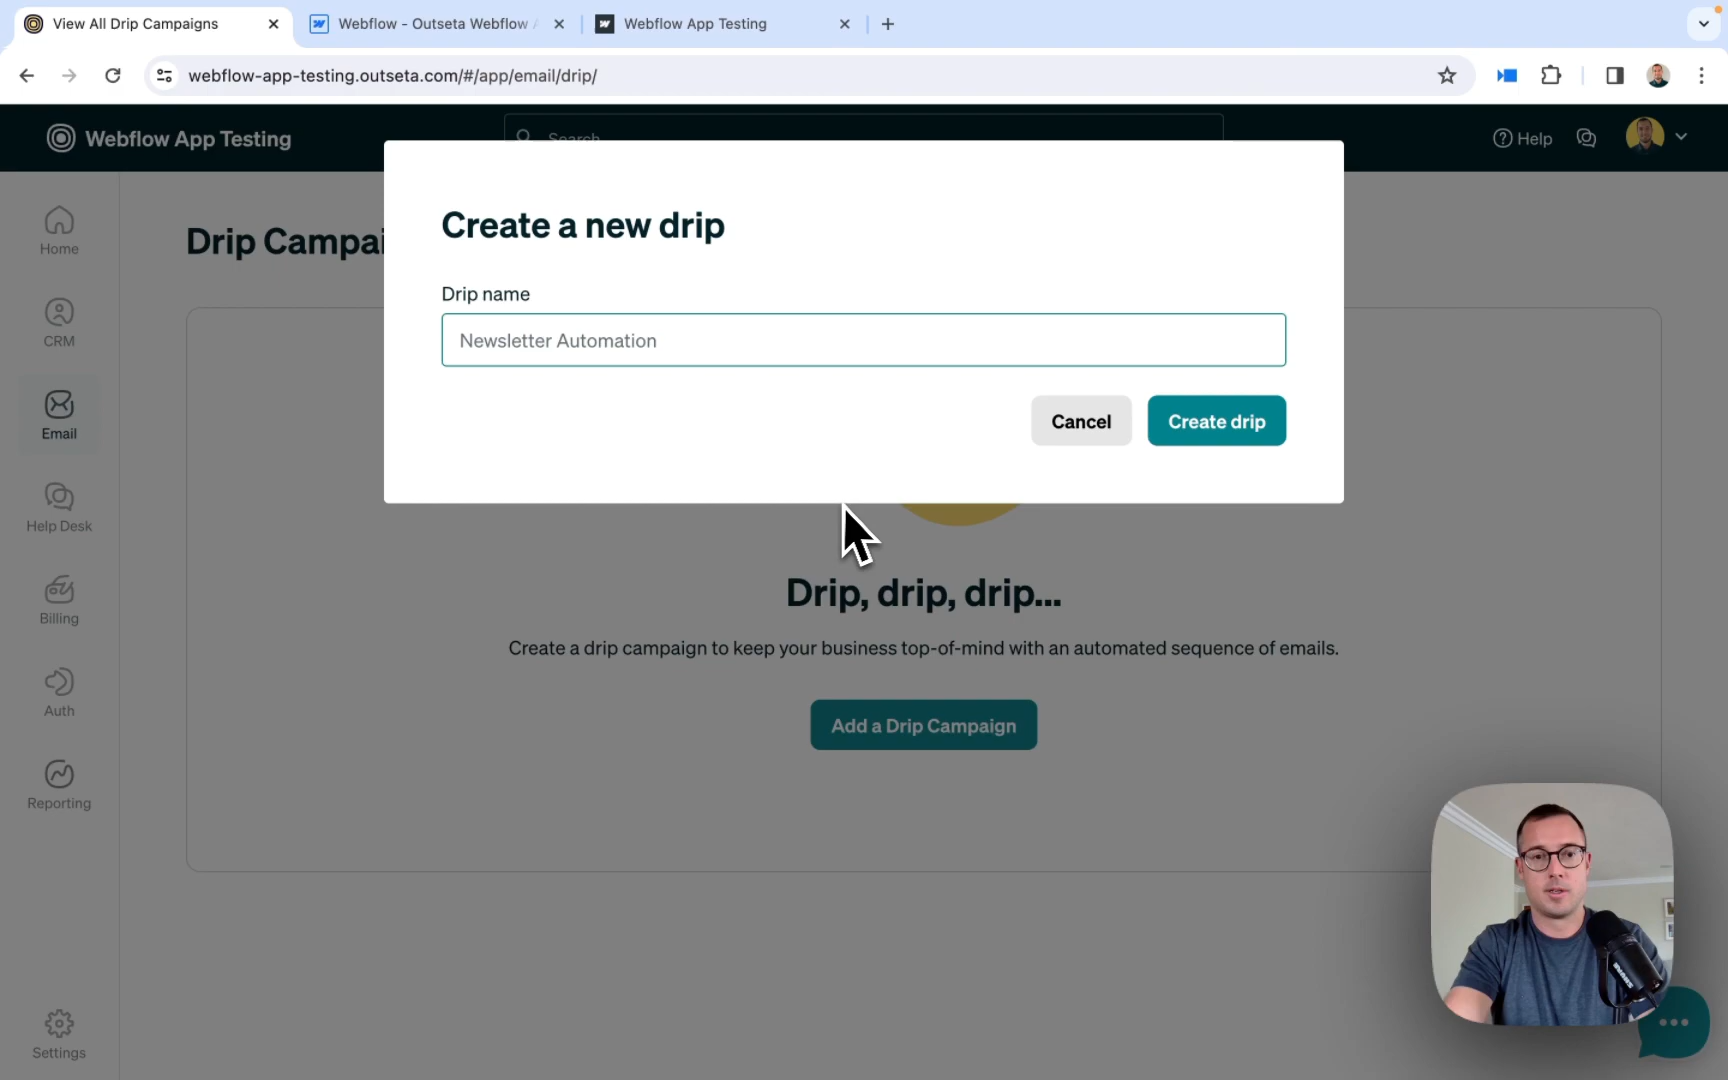 View All Drip Campaigns
Webflow - Outseta Webflow
Webflow App Testing
webflow-app-testing.outseta.com/#/app/email/drip/
Webflow App Testing
Search
Help
Home
CRM
Email
Help Desk
Billing
Auth
Reporting
Settings
Drip Campai
Create a new drip
Drip name
Newsletter Automation
Cancel
Create drip
Drip, drip, drip...
Create a drip campaign to keep your business top-of-mind with an automated sequence of emails.
Add a Drip Campaign